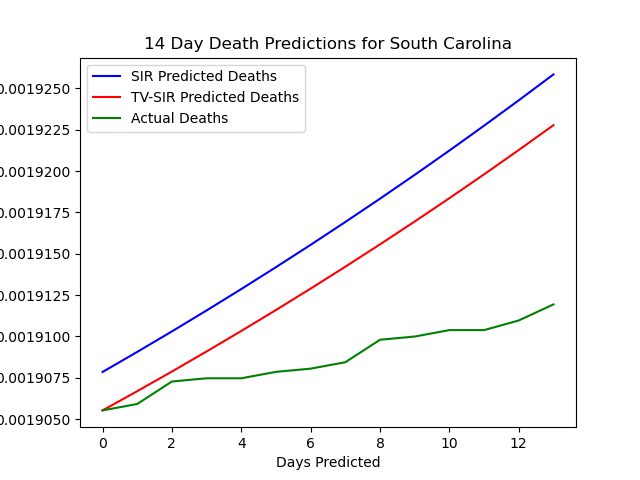 14 Day Death Predictions for South Carolina
SIR Predicted Deaths
TV-SIR Predicted Deaths
Actual Deaths
0.0019250
0.0019225
0.0019200
0.0019175
0.0019150
0.0019125
0.0019100
0.0019075
0.0019050
0 2 4 6 8 10 12
Days Predicted